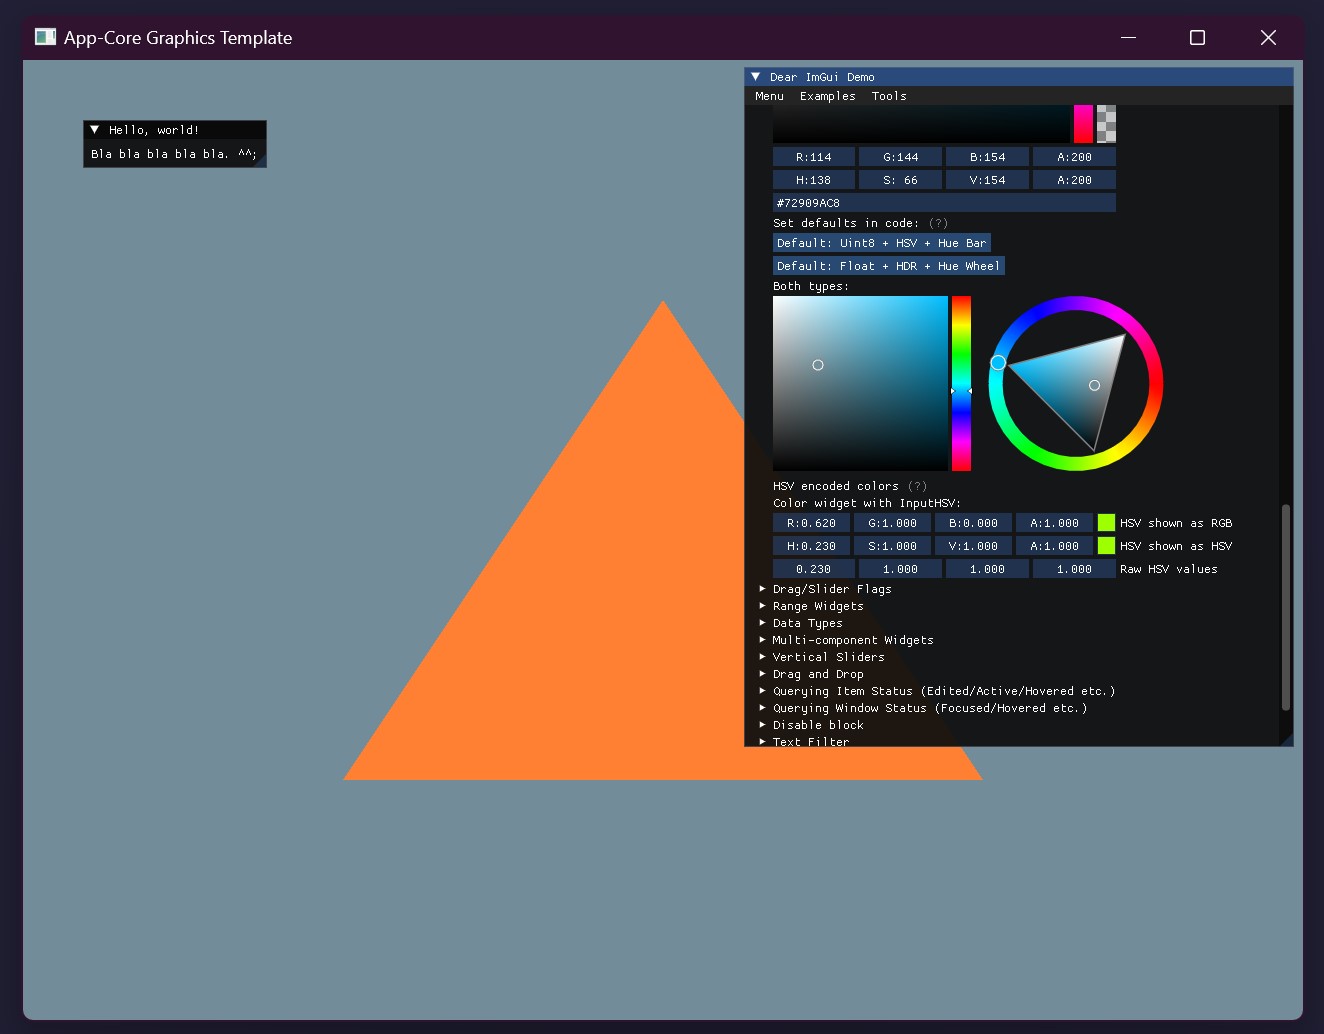 App-Core Graphics Template
Hello, world!
Bla bla bla bla bla. ^^;
Dear ImGui Demo
Menu Examples Tools
R:114 G:144 B:154 A:200
H:138 S: 66 V:154 A:200
#72909AC8
Set defaults in code: (?)
Default: Uint8 + HSV + Hue Bar
Default: Float + HDR + Hue Wheel
Both types:
HSV encoded colors (?)
Color widget with InputHSV:
R:0.620 G:1.000 B:0.000 A:1.000 HSV shown as RGB
H:0.230 S:1.000 V:1.000 A:1.000 HSV shown as HSV
0.230 1.000 1.000 1.000 Raw HSV values
Drag/Slider Flags
Range Widgets
Data Types
Multi-component Widgets
Vertical Sliders
Drag and Drop
Querying Item Status (Edited/Active/Hovered etc.)
Querying Window Status (Focused/Hovered etc.)
Disable block
Text Filter